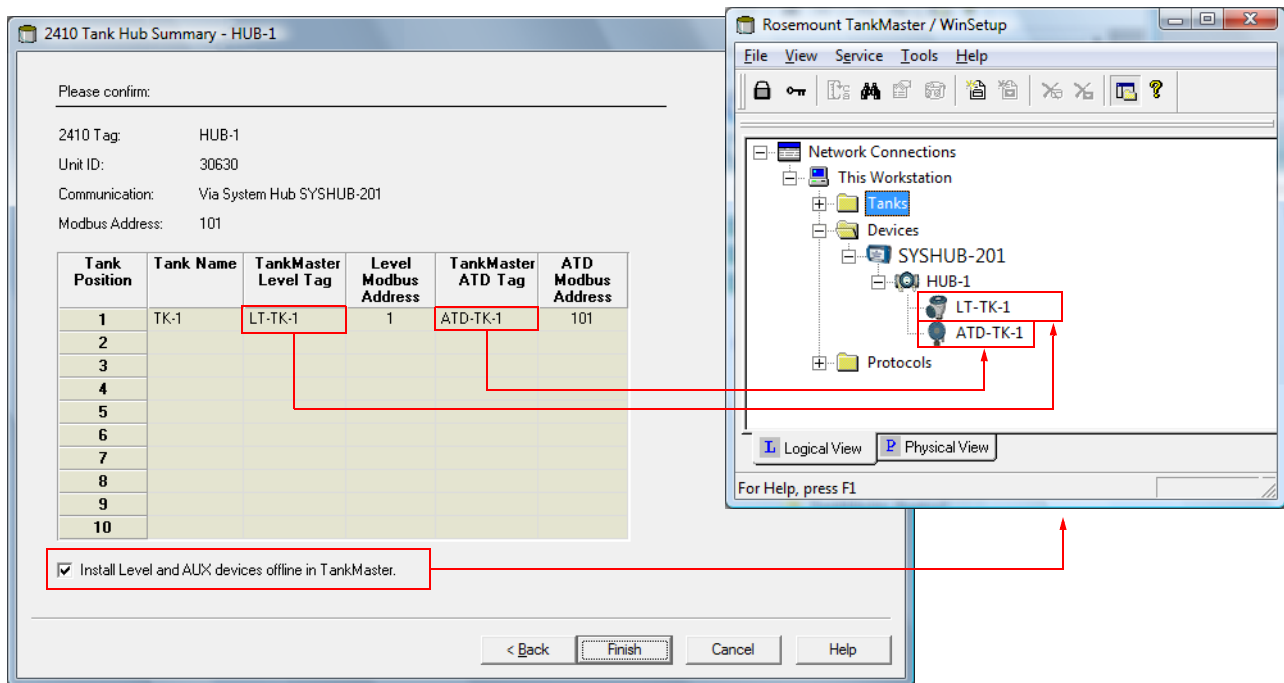 2410 Tank Hub Summary - HUB-1
Please confirm:
2410 Tag: HUB-1
Unit ID: 30630
Communication: Via System Hub SYSHUB-201
Modbus Address: 101
Tank Position Tank Name TankMaster Level Tag Level Modbus Address TankMaster ATD Tag ATD Modbus Address
1 TK-1 LT-TK-1 1 ATD-TK-1 101
2
3
4
5
6
7
8
9
10
Install Level and AUX devices offline in TankMaster.
< Back Finish Cancel Help
Rosemount TankMaster / WinSetup
File View Service Tools Help
Network Connections
This Workstation
Tanks
Devices
SYSHUB-201
HUB-1
LT-TK-1
ATD-TK-1
Protocols
L Logical View P Physical View
For Help, press F1